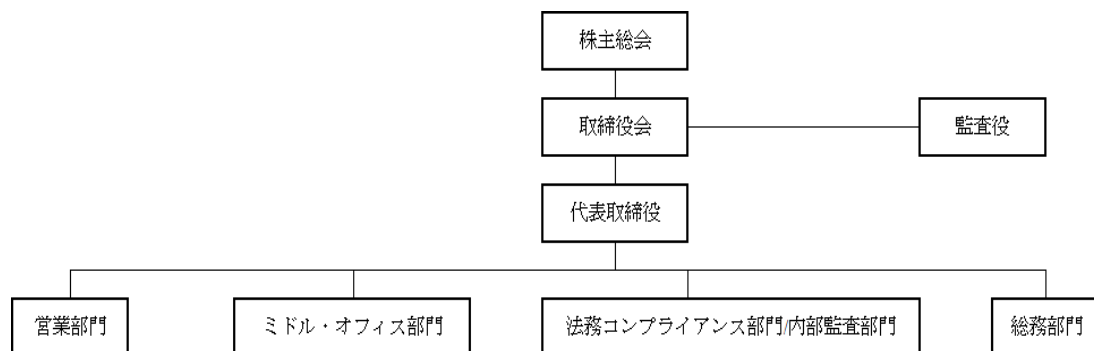 株主総会
取締役会
監査役
代表取締役
営業部門
ミドル・オフィス部門
法務コンプライアンス部門/内部監査部門
総務部門